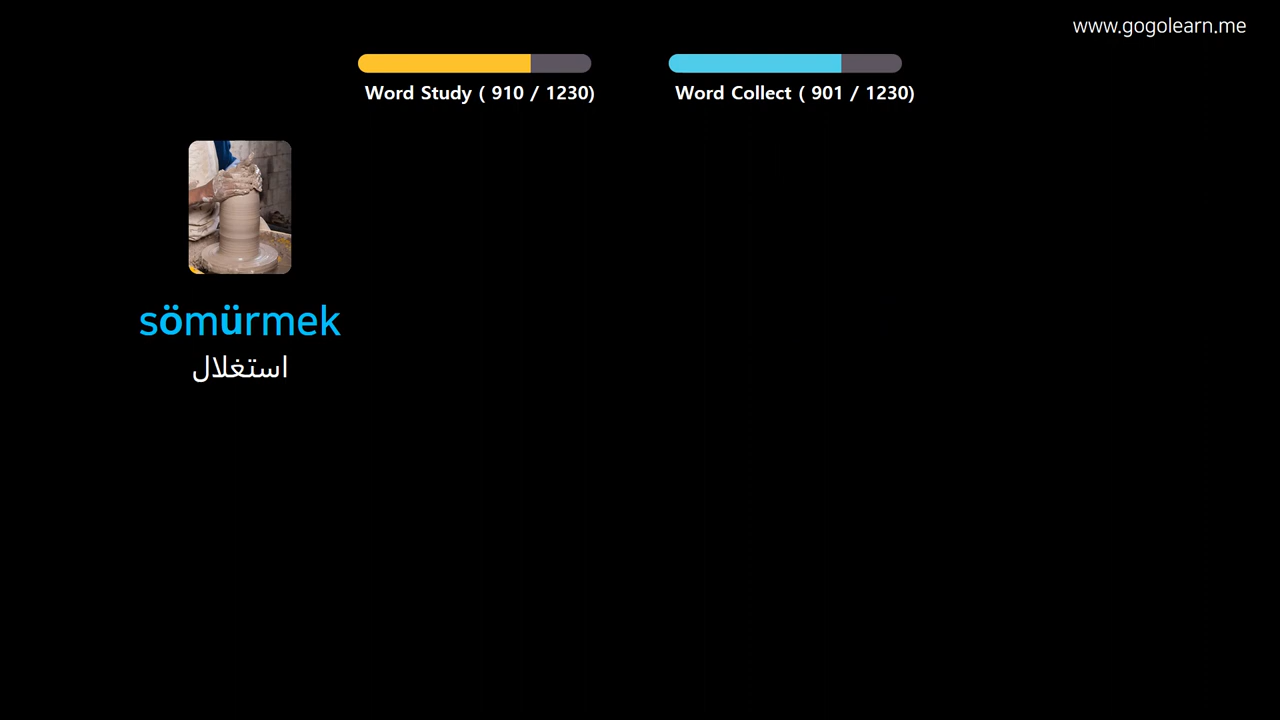 www.gogolearn.me
Word Study ( 910 / 1230)
Word Collect ( 901 / 1230)
sömürmek
استغلال